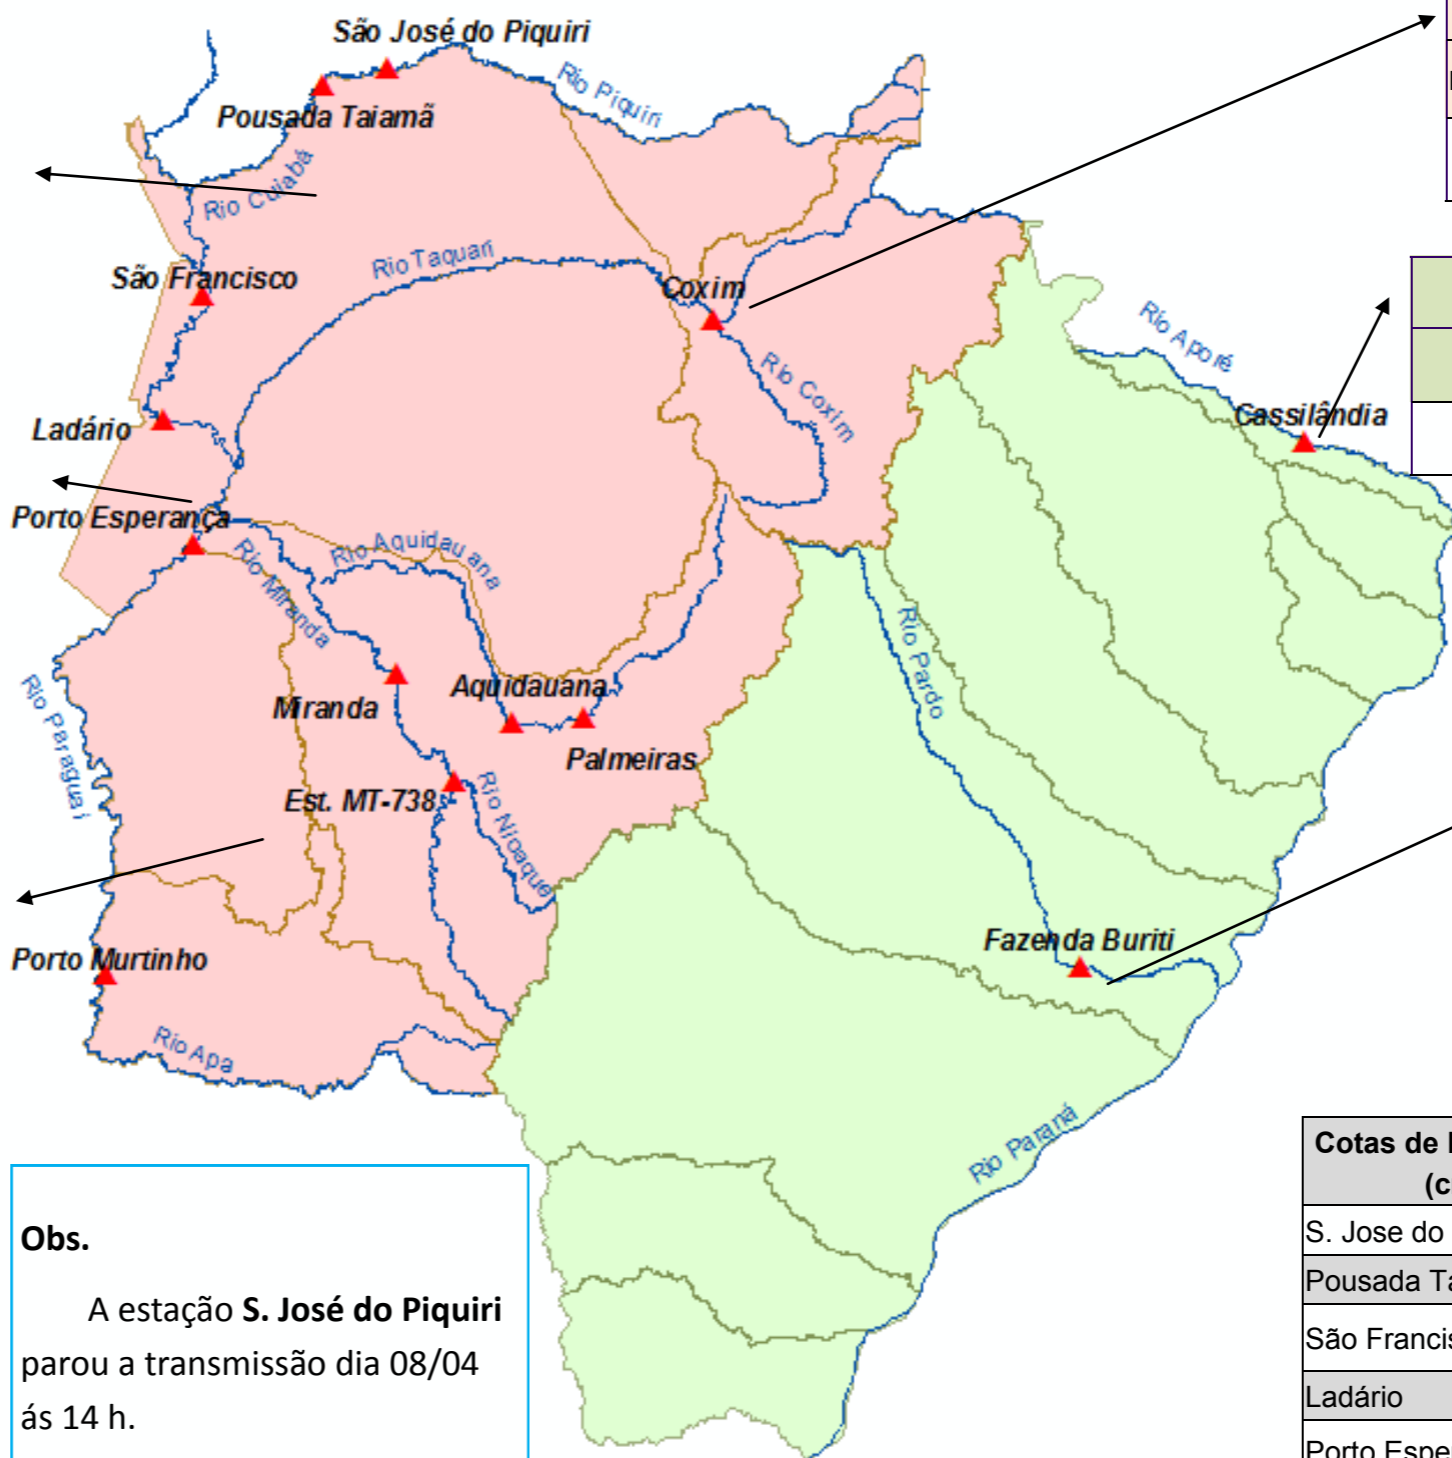 São José do Piquiri
Rio Piquiri
Pousada Taiamã
Rio Cuiabá
Rio Taquari
São Francisco
Coxim
Rio Aporé
Rio Coxim
Cassilândia
Ladário
Porto Esperança
Rio Aquidauana
Rio Miranda
Rio Pardo
Aquidauana
Rio Paraguai
Miranda
Palmeiras
Est. MT-738
Rio Nioaque
Fazenda Buriti
Porto Murtinho
Rio Apa
Rio Paraná
Obs.
A estação S. José do Piquiri
parou a transmissão dia 08/04
ás 14 h.
Cotas de
(c
S. Jose do
Pousada Ta
São Francis
Ladário
Porto Espe